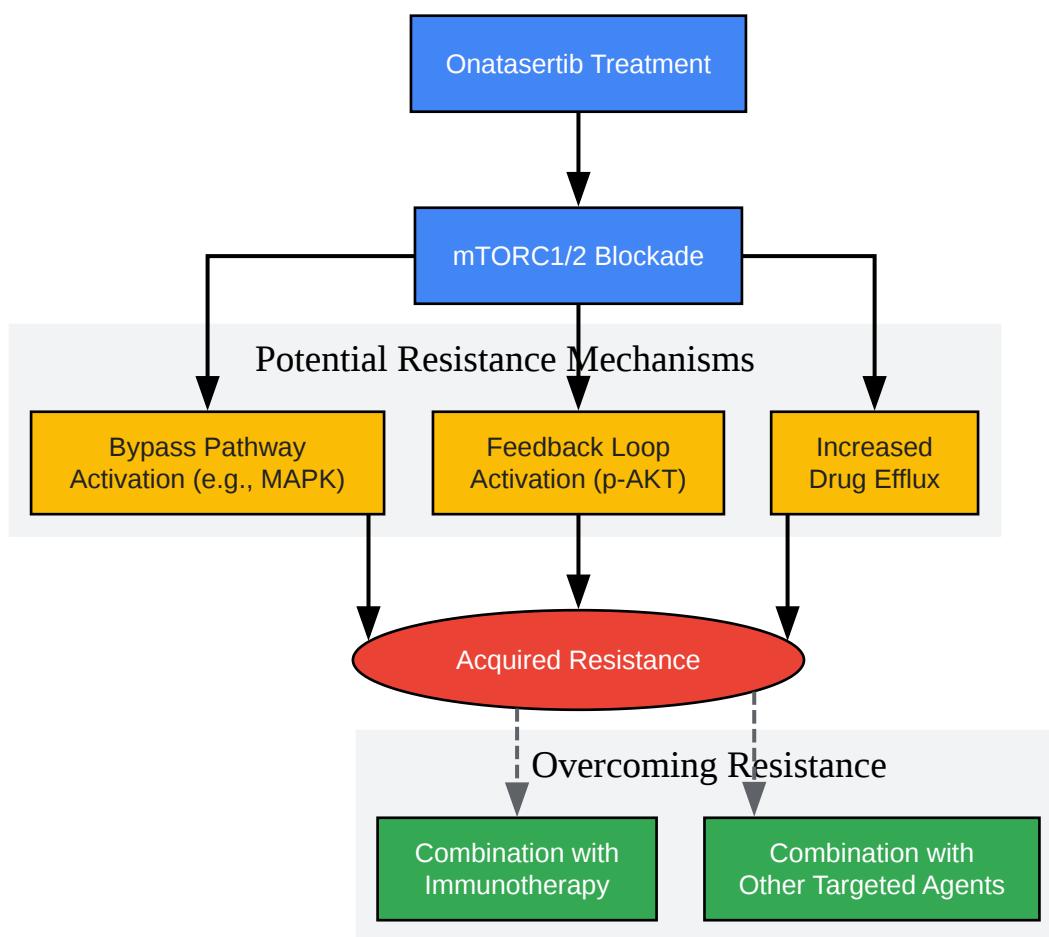 Onatasertib Treatment
mTORC1/2 Blockade
Potential Resistance Mechanisms
Bypass Pathway
Activation (e.g., MAPK)
Feedback Loop
Activation (p-AKT)
Increased
Drug Efflux
Acquired Resistance
Overcoming Resistance
Combination with
Immunotherapy
Combination with
Other Targeted Agents